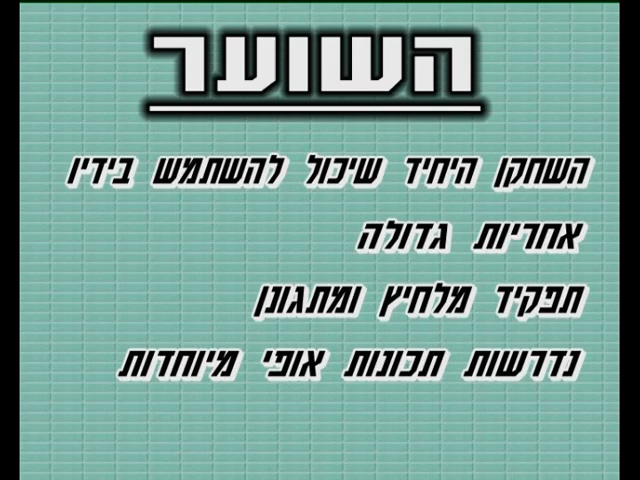 השוער
השחקן היחיד שיכול להשתמש בידיו
אחריות גדולה
תפקיד מלחיץ ומתגונן
נדרשות תכונות אופי מיוחדות